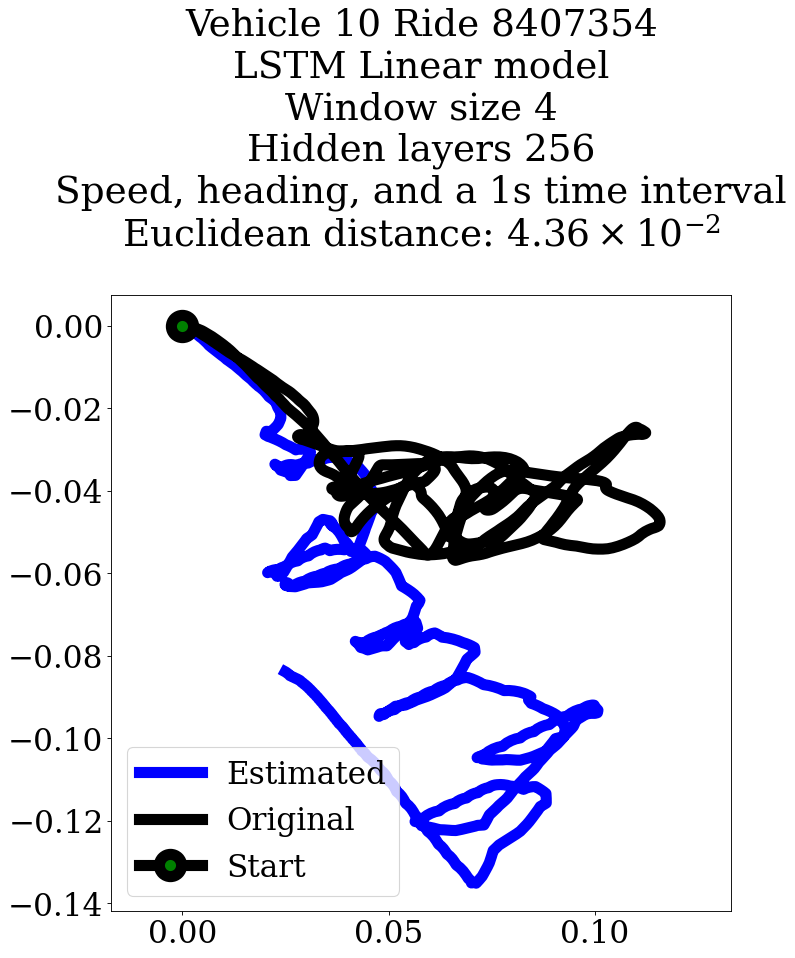 Vehicle 10 Ride 8407354
LSTM Linear model
Window size 4
Hidden layers 256
Speed, heading, and a 1s time interval
Euclidean distance: 4.36 × 10⁻²
0.00
−0.02
−0.04
−0.06
−0.08
−0.10
−0.12
−0.14
Estimated
Original
Start
0.00 0.05 0.10